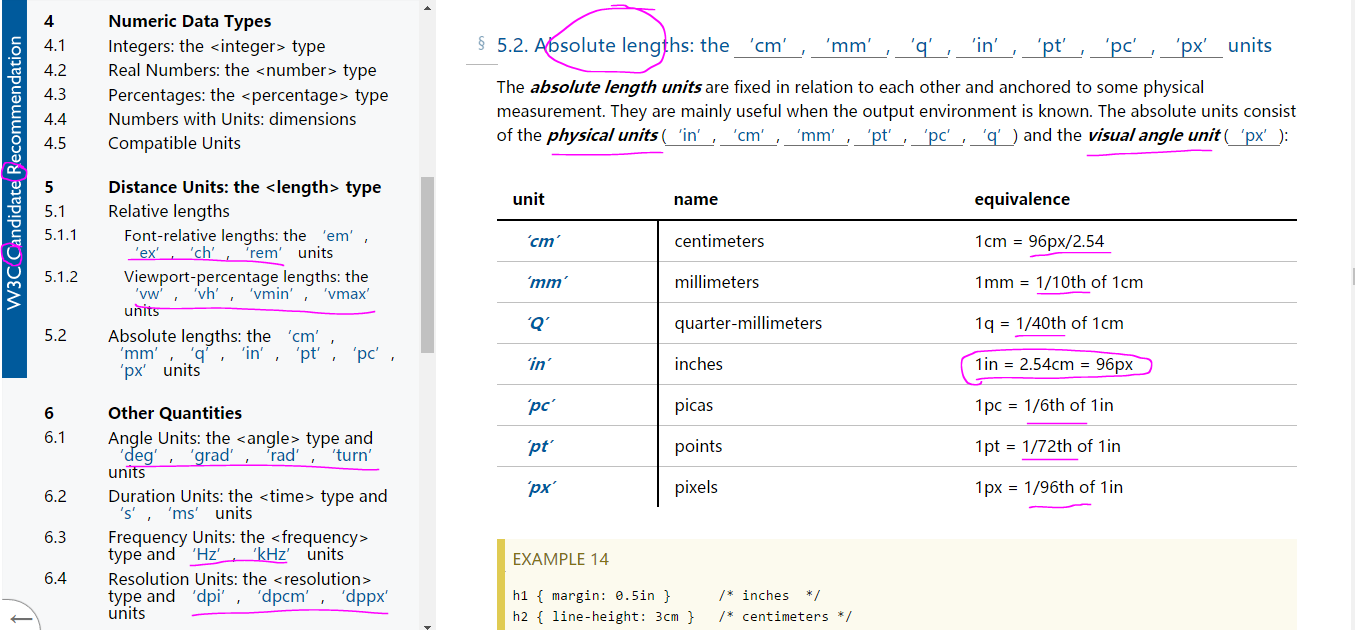 W3C Candidate Recommendation
4 Numeric Data Types
4.1 Integers: the <integer> type
4.2 Real Numbers: the <number> type
4.3 Percentages: the <percentage> type
4.4 Numbers with Units: dimensions
4.5 Compatible Units
5 Distance Units: the <length> type
5.1 Relative lengths
5.1.1 Font-relative lengths: the ‘em’ ,
‘ex’ , ‘ch’ , ‘rem’ units
5.1.2 Viewport-percentage lengths: the
‘vw’ , ‘vh’ , ‘vmin’ , ‘vmax’
units
5.2 Absolute lengths: the ‘cm’ ,
‘mm’ , ‘q’ , ‘in’ , ‘pt’ , ‘pc’ ,
‘px’ units
6 Other Quantities
6.1 Angle Units: the <angle> type and
‘deg’ , ‘grad’ , ‘rad’ , ‘turn’
units
6.2 Duration Units: the <time> type and
‘s’ , ‘ms’ units
6.3 Frequency Units: the <frequency>
type and ‘Hz’ , ‘kHz’ units
6.4 Resolution Units: the <resolution>
type and ‘dpi’ , ‘dpcm’ , ‘dppx’
units
←
§ 5.2. Absolute lengths: the ‘cm’ , ‘mm’ , ‘q’ , ‘in’ , ‘pt’ , ‘pc’ , ‘px’ units
The absolute length units are fixed in relation to each other and anchored to some physical
measurement. They are mainly useful when the output environment is known. The absolute units consist
of the physical units ( ‘in’ , ‘cm’ , ‘mm’ , ‘pt’ , ‘pc’ , ‘q’ ) and the visual angle unit ( ‘px’ ):
unit name equivalence
‘cm’ centimeters 1cm = 96px/2.54
‘mm’ millimeters 1mm = 1/10th of 1cm
‘Q’ quarter-millimeters 1q = 1/40th of 1cm
‘in’ inches 1in = 2.54cm = 96px
‘pc’ picas 1pc = 1/6th of 1in
‘pt’ points 1pt = 1/72th of 1in
‘px’ pixels 1px = 1/96th of 1in
EXAMPLE 14
h1 { margin: 0.5in } /* inches */
h2 { line-height: 3cm } /* centimeters */